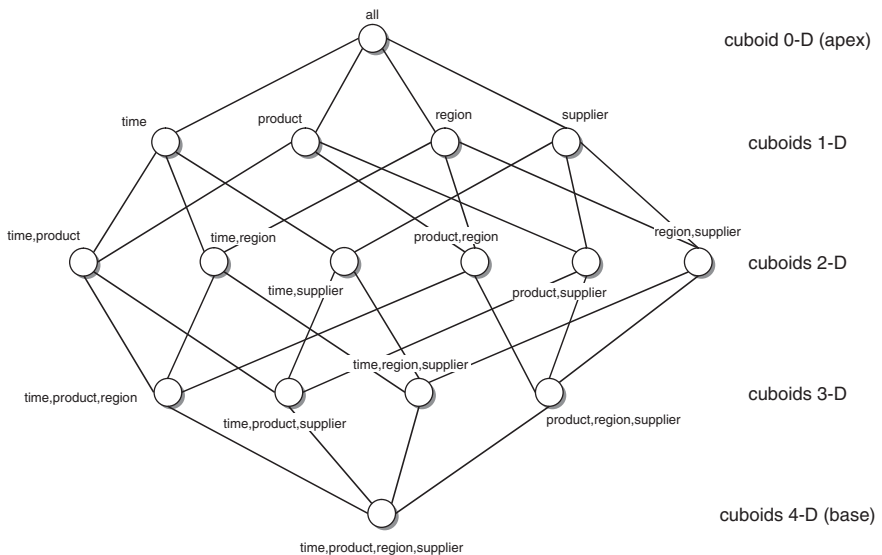 all
cuboid 0-D (apex)
time
product
region
supplier
cuboids 1-D
time,product
time,region
time,supplier
product,region
product,supplier
region,supplier
cuboids 2-D
time,product,region
time,product,supplier
time,region,supplier
product,region,supplier
cuboids 3-D
time,product,region,supplier
cuboids 4-D (base)